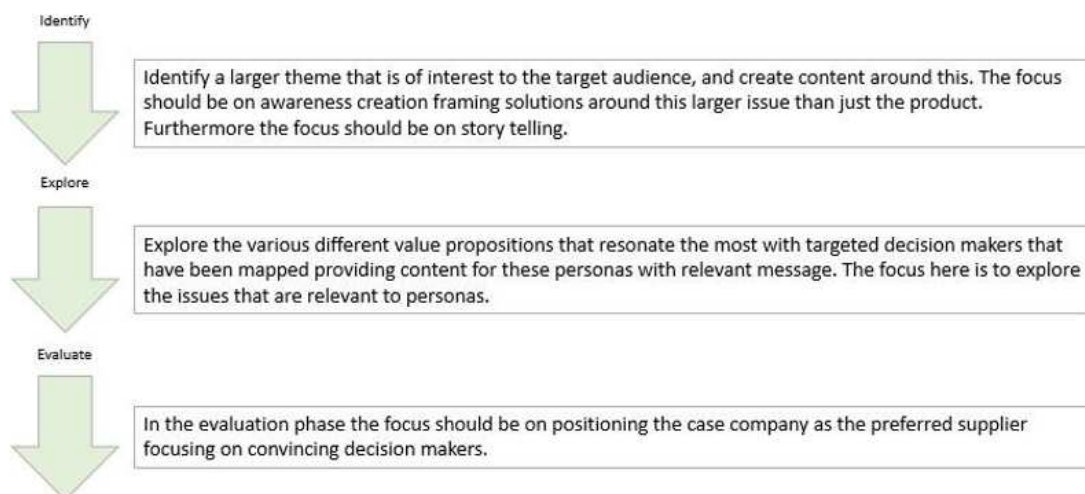 Identify
Identify a larger theme that is of interest to the target audience, and create content around this. The focus
should be on awareness creation framing solutions around this larger issue than just the product.
Furthermore the focus should be on story telling.
Explore
Explore the various different value propositions that resonate the most with targeted decision makers that
have been mapped providing content for these personas with relevant message. The focus here is to explore
the issues that are relevant to personas.
Evaluate
In the evaluation phase the focus should be on positioning the case company as the preferred supplier
focusing on convincing decision makers.